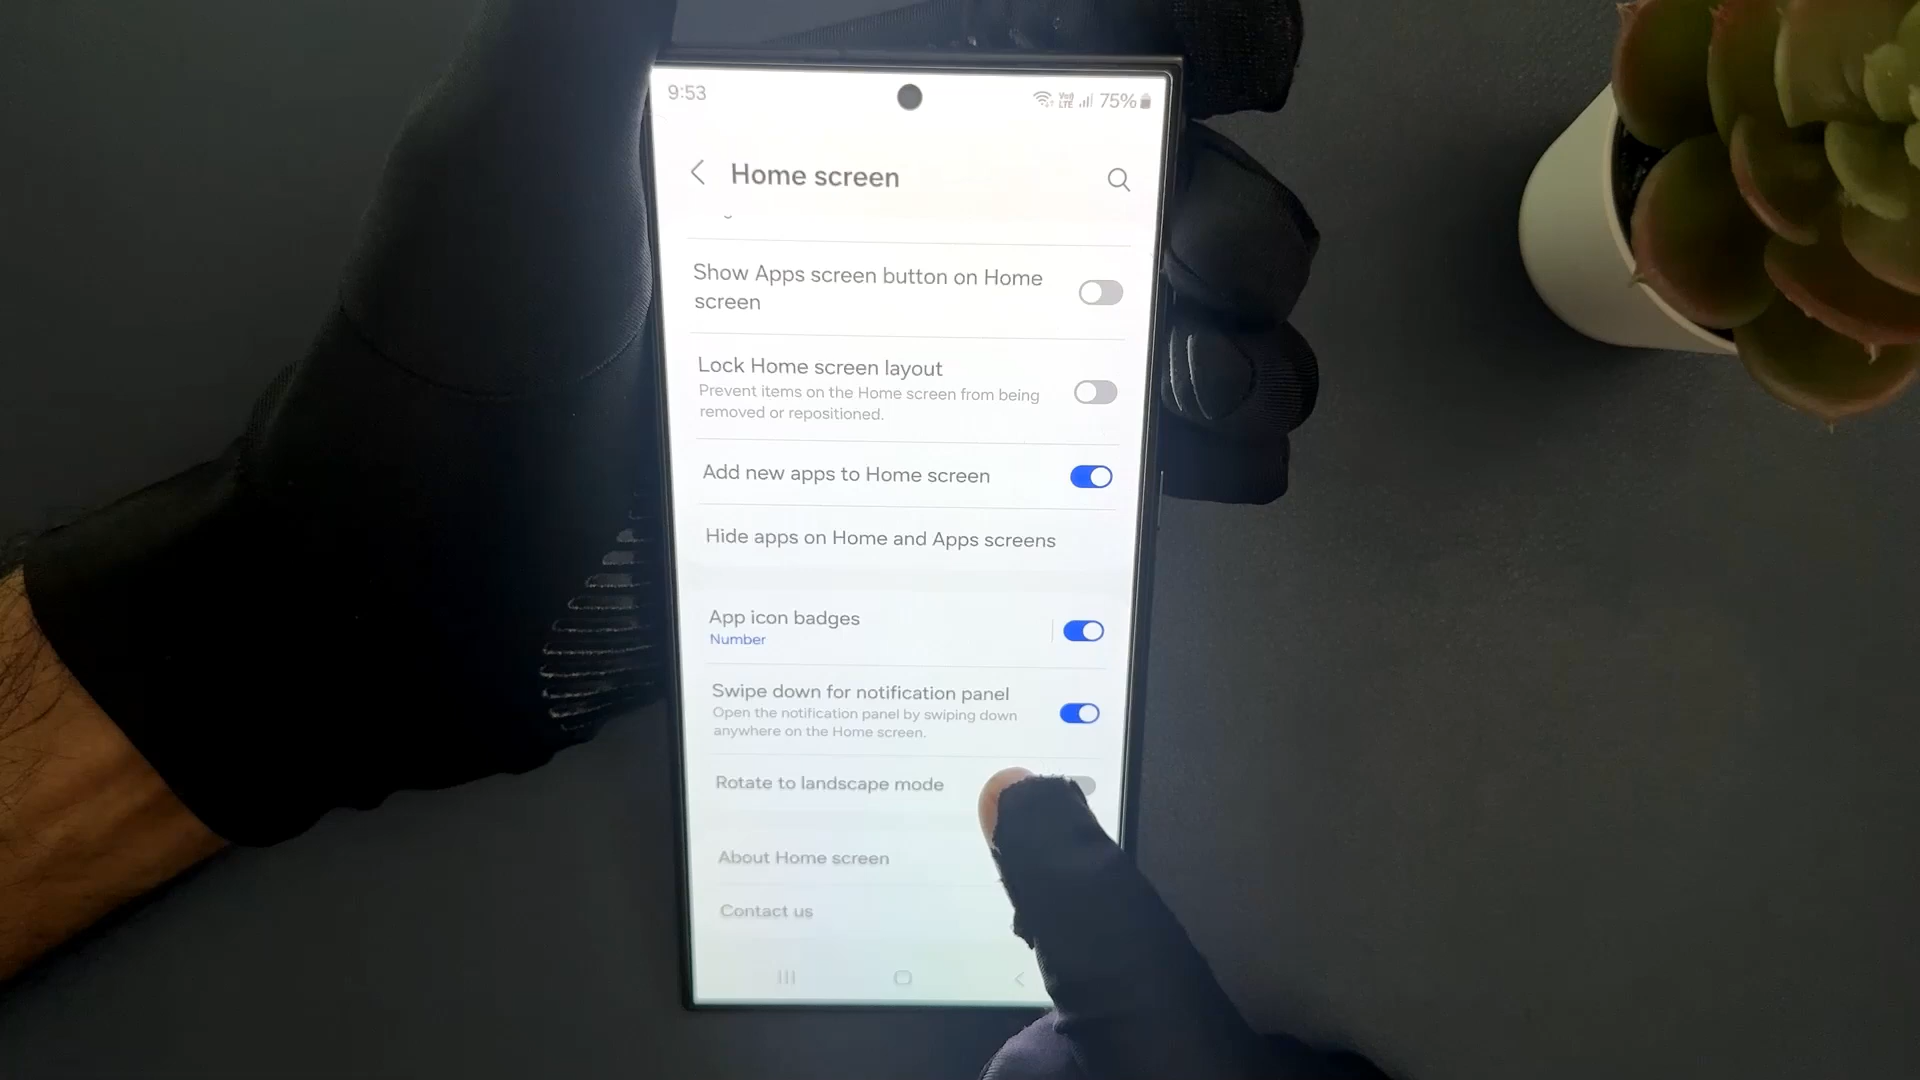 9:53
75%
Home screen
Show Apps screen button on Home
screen
Lock Home screen layout
Prevent items on the Home screen from being
removed or repositioned.
Add new apps to Home screen
Hide apps on Home and Apps screens
App icon badges
Number
Swipe down for notification panel
Open the notification panel by swiping down
anywhere on the Home screen.
Rotate to landscape mode
About Home screen
Contact us